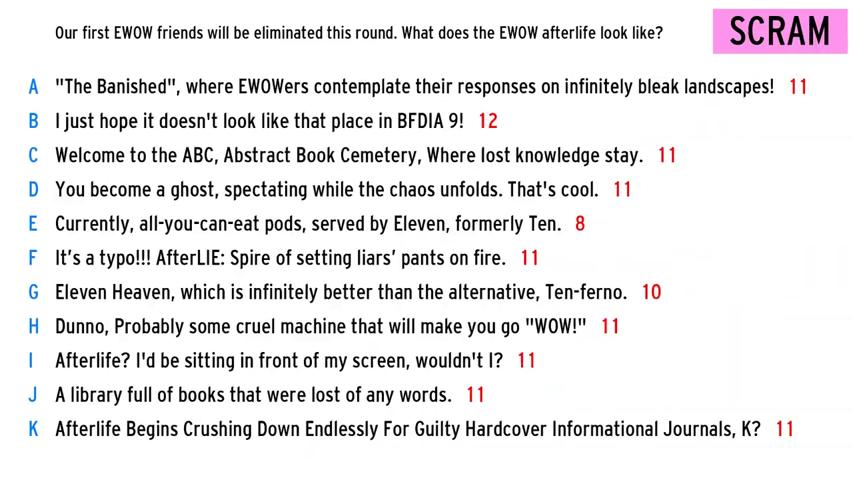 Our first EWOW friends will be eliminated this round. What does the EWOW afterlife look like?
SCRAM
A "The Banished", where EWOWers contemplate their responses on infinitely bleak landscapes! 11
B I just hope it doesn't look like that place in BFDIA 9! 12
C Welcome to the ABC, Abstract Book Cemetery, Where lost knowledge stay. 11
D You become a ghost, spectating while the chaos unfolds. That's cool. 11
E Currently, all-you-can-eat pods, served by Eleven, formerly Ten. 8
F It’s a typo!!! AfterLIE: Spire of setting liars’ pants on fire. 11
G Eleven Heaven, which is infinitely better than the alternative, Ten-ferno. 10
H Dunno, Probably some cruel machine that will make you go "WOW!" 11
I Afterlife? I'd be sitting in front of my screen, wouldn't I? 11
J A library full of books that were lost of any words. 11
K Afterlife Begins Crushing Down Endlessly For Guilty Hardcover Informational Journals, K? 11